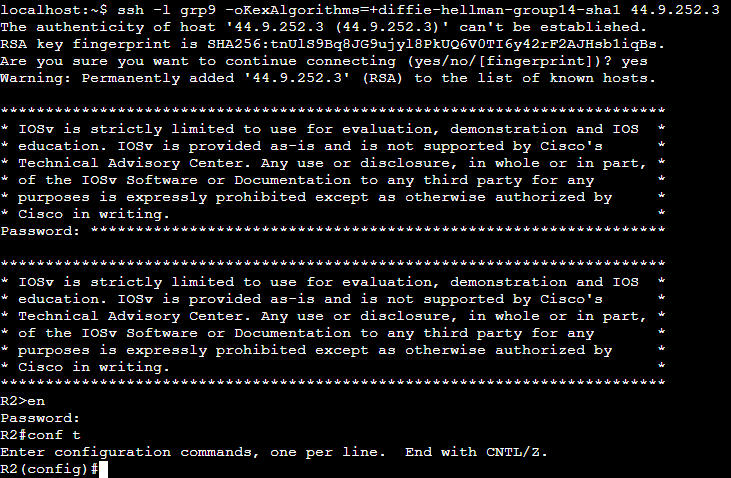 localhost:~$ ssh -l grp9 -oKexAlgorithms=+diffie-hellman-group14-sha1 44.9.252.3
The authenticity of host '44.9.252.3 (44.9.252.3)' can't be established.
RSA key fingerprint is SHA256:tnUlS9Bq8JG9ujyl8PkUQ6V0TI6y42rF2AJHsb1iqBs.
Are you sure you want to continue connecting (yes/no/[fingerprint])? yes
Warning: Permanently added '44.9.252.3' (RSA) to the list of known hosts.
**************************************************************************
* IOSv is strictly limited to use for evaluation, demonstration and IOS  *
* education. IOSv is provided as-is and is not supported by Cisco's      *
* Technical Advisory Center. Any use or disclosure, in whole or in part, *
* of the IOSv Software or Documentation to any third party for any       *
* purposes is expressly prohibited except as otherwise authorized by     *
* Cisco in writing.                                                      *
Password: ****************************************************************
**************************************************************************
* IOSv is strictly limited to use for evaluation, demonstration and IOS  *
* education. IOSv is provided as-is and is not supported by Cisco's      *
* Technical Advisory Center. Any use or disclosure, in whole or in part, *
* of the IOSv Software or Documentation to any third party for any       *
* purposes is expressly prohibited except as otherwise authorized by     *
* Cisco in writing.                                                      *
**************************************************************************
R2>en
Password:
R2#conf t
Enter configuration commands, one per line.  End with CNTL/Z.
R2(config)#